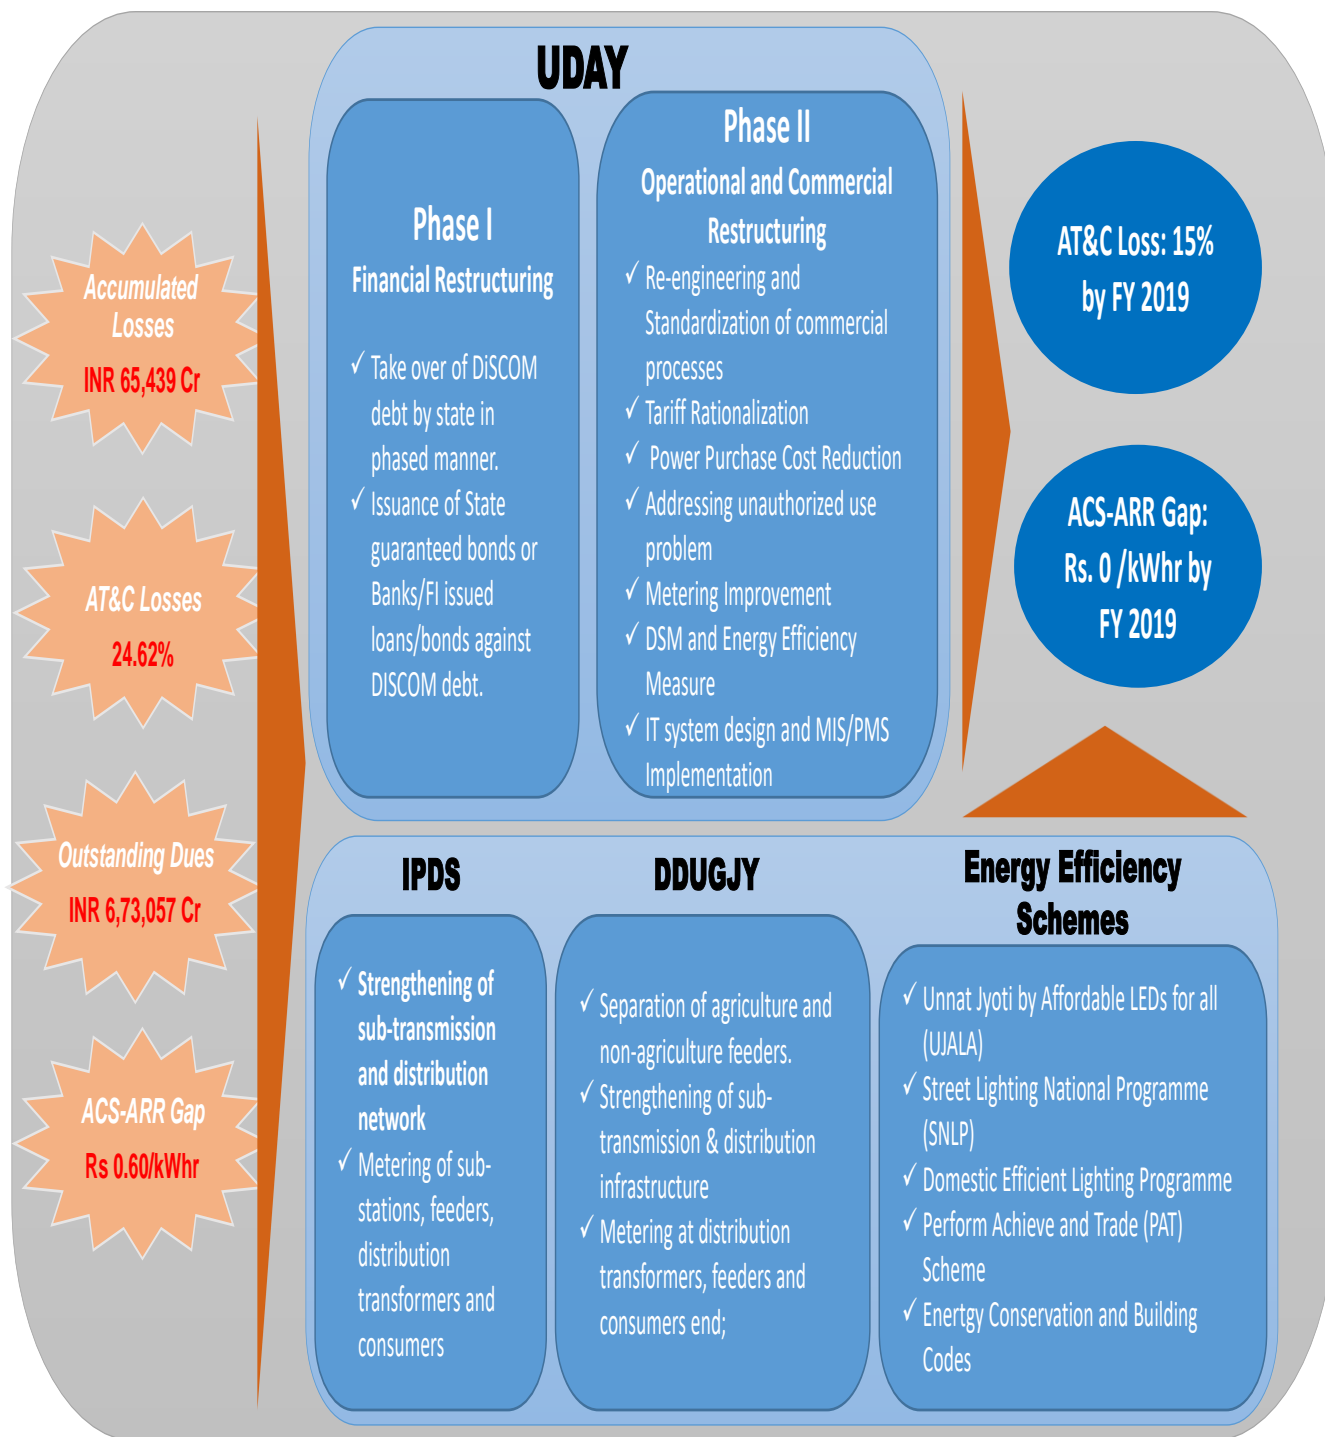 Accumulated
Losses
INR 65,439 Cr
AT&C Losses
24.62%
Outstanding Dues
INR 6,73,057 Cr
ACS-ARR Gap
Rs 0.60/kWhr
UDAY
Phase I
Financial Restructuring
✓ Take over of DiSCOM
debt by state in
phased manner.
✓ Issuance of State
guaranteed bonds or
Banks/FI issued
loans/bonds against
DISCOM debt.
Phase II
Operational and Commercial
Restructuring
✓ Re-engineering and
Standardization of commercial
processes
✓ Tariff Rationalization
✓ Power Purchase Cost Reduction
✓ Addressing unauthorized use
problem
✓ Metering Improvement
✓ DSM and Energy Efficiency
Measure
✓ IT system design and MIS/PMS
Implementation
AT&C Loss: 15%
by FY 2019
ACS-ARR Gap:
Rs. 0 /kWhr by
FY 2019
IPDS
✓ Strengthening of
sub-transmission
and distribution
network
✓ Metering of sub-
stations, feeders,
distribution
transformers and
consumers
DDUGJY
✓ Separation of agriculture and
non-agriculture feeders.
✓ Strengthening of sub-
transmission & distribution
infrastructure
✓ Metering at distribution
transformers, feeders and
consumers end;
Energy Efficiency
Schemes
✓ Unnat Jyoti by Affordable LEDs for all
(UJALA)
✓ Street Lighting National Programme
(SNLP)
✓ Domestic Efficient Lighting Programme
✓ Perform Achieve and Trade (PAT)
Scheme
✓ Enertgy Conservation and Building
Codes